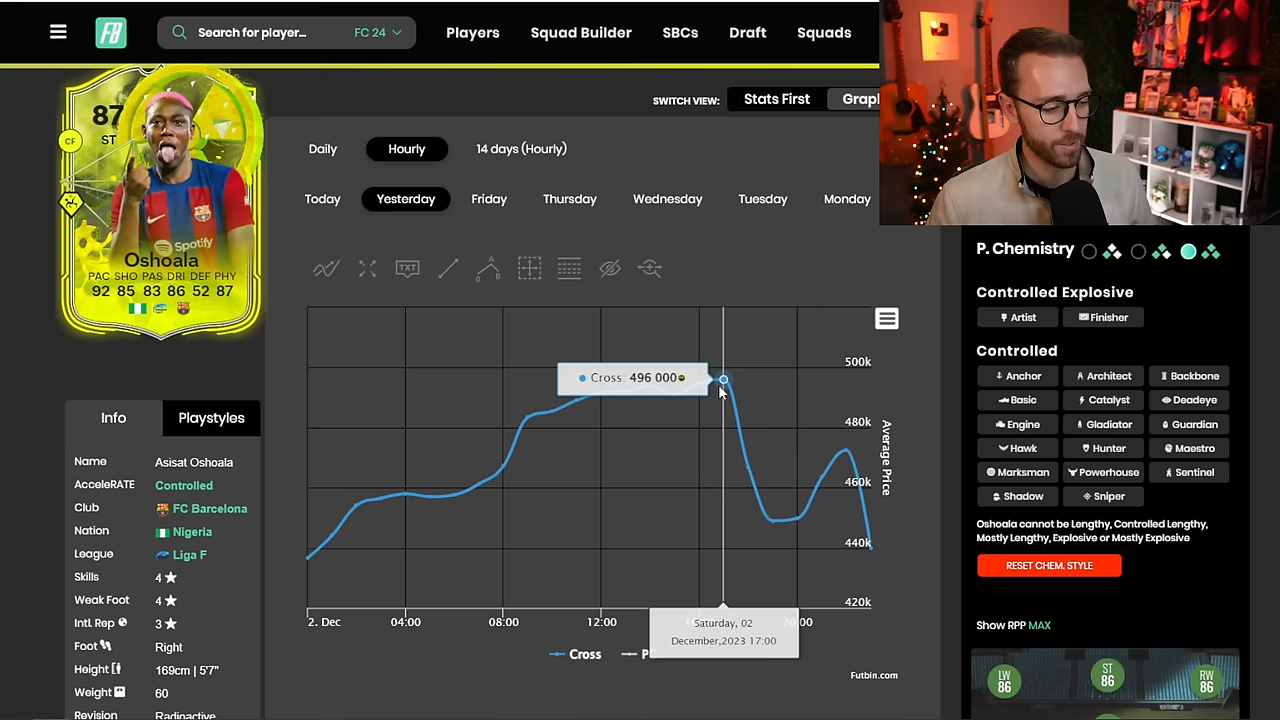 FB
Search for player...
FC 24
Players
Squad Builder
SBCs
Draft
Squads
SWITCH VIEW:
Stats First
Grap
87
ST
CF
Spotify
Oshoala
PAC SHO PAS DRI DEF PHY
92 85 83 86 52 87
Daily
Hourly
14 days (Hourly)
Today
Yesterday
Friday
Thursday
Wednesday
Tuesday
Monday
TXT
A
B
500k
480k
460k
440k
420k
Average Price
Cross: 496 000
2. Dec
04:00
08:00
12:00
20:00
Saturday, 02
December,2023 17:00
Cross
Futbin.com
Info
Playstyles
Name
Asisat Oshoala
AcceleRATE
Controlled
Club
FC Barcelona
Nation
Nigeria
League
Liga F
Skills
4
Weak Foot
4
Intl. Rep
3
Foot
Right
Height
169cm | 5'7"
Weight
60
Revision
Radioactive
P. Chemistry
Controlled Explosive
Artist
Finisher
Controlled
Anchor
Architect
Backbone
Basic
Catalyst
Deadeye
Engine
Gladiator
Guardian
Hawk
Hunter
Maestro
Marksman
Powerhouse
Sentinel
Shadow
Sniper
Oshoala cannot be Lengthy, Controlled Lengthy,
Mostly Lengthy, Explosive or Mostly Explosive
RESET CHEM. STYLE
Show RPP MAX
LW
86
ST
86
RW
86